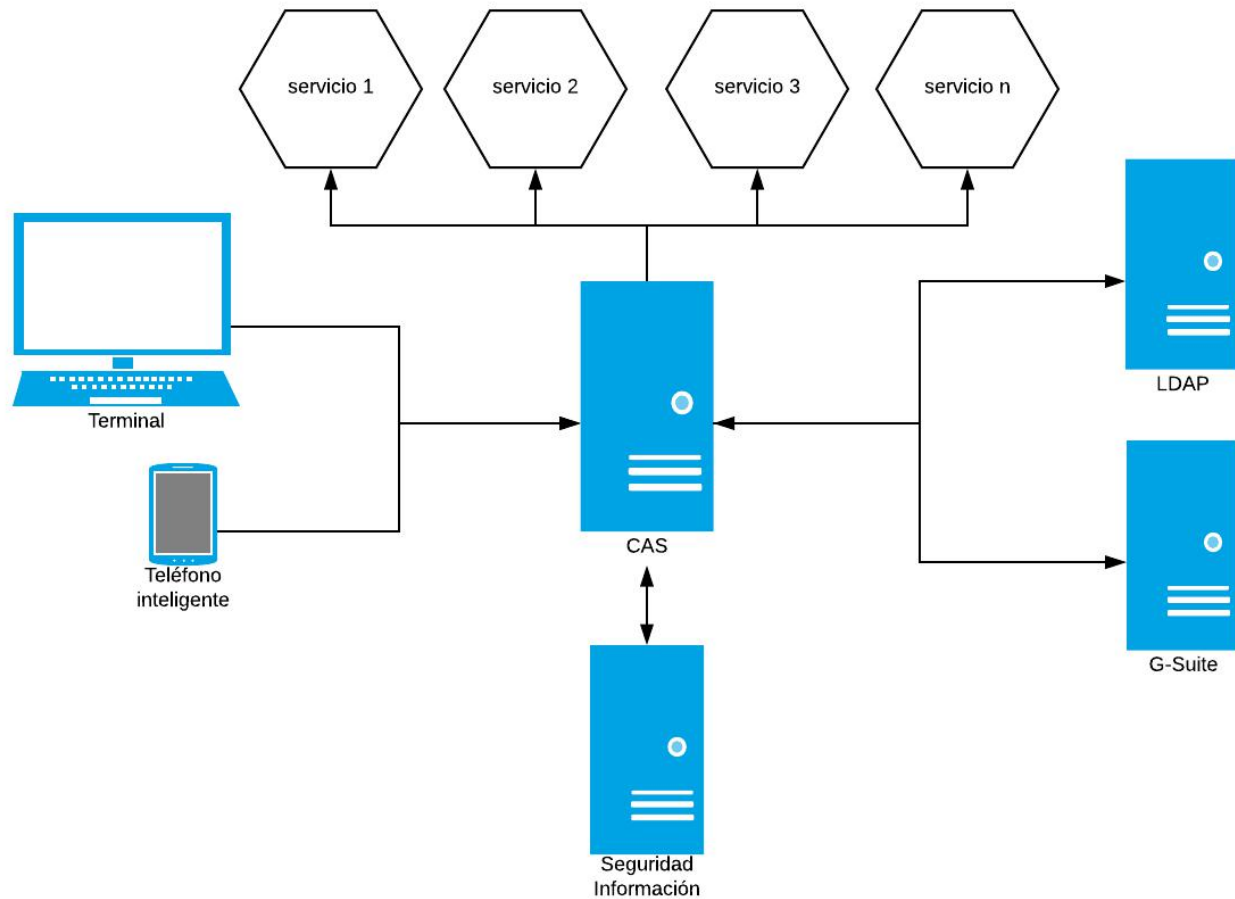 servicio 1
servicio 2
servicio 3
servicio n
Terminal
Teléfono
inteligente
CAS
LDAP
G-Suite
Seguridad
Información